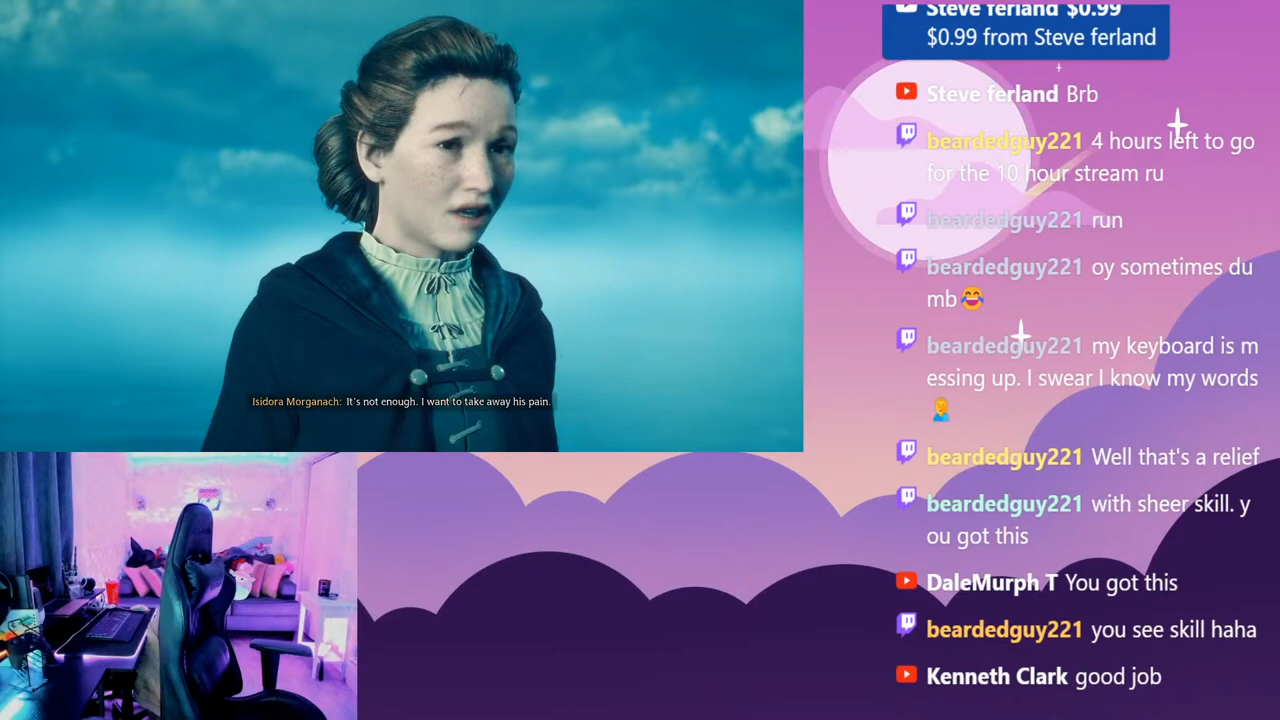 Steve ferland $0.99
$0.99 from Steve ferland
Steve ferland Brb
beardedguy221 4 hours left to go
for the 10 hour stream ru
beardedguy221 run
beardedguy221 oy sometimes du
mb😂
beardedguy221 my keyboard is m
essing up. I swear I know my words
🤦‍♂️
beardedguy221 Well that's a relief
beardedguy221 with sheer skill. y
ou got this
DaleMurph T You got this
beardedguy221 you see skill haha
Kenneth Clark good job
Isidora Morganach: It's not enough. I want to take away his pain.